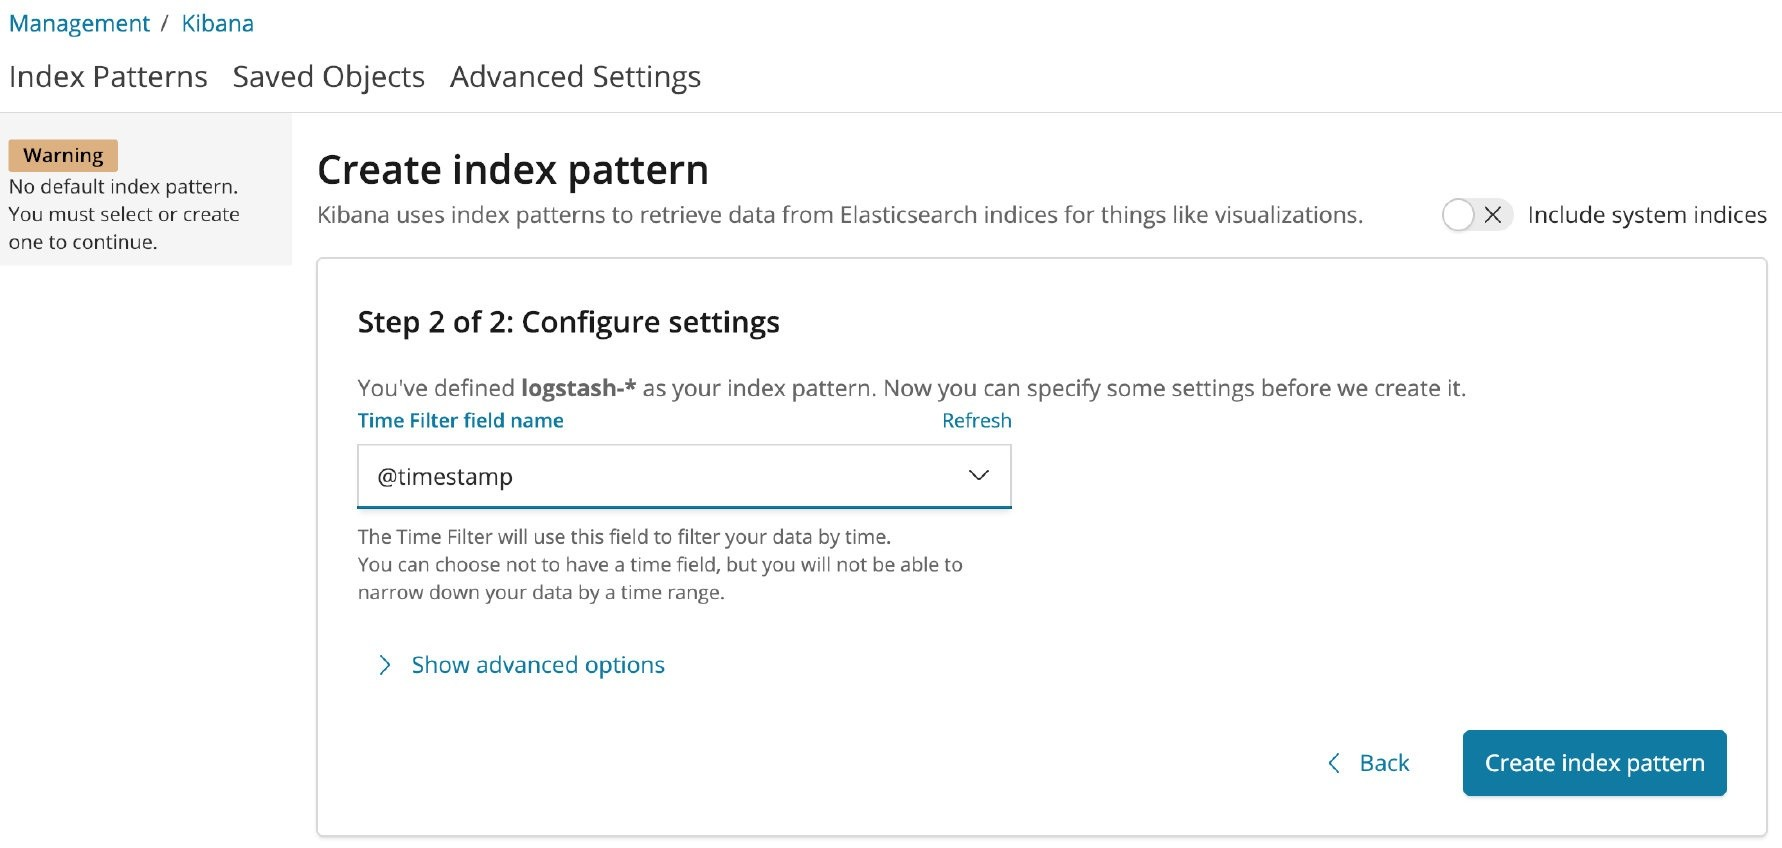 Management / Kibana
Index Patterns Saved Objects Advanced Settings
Warning
No default index pattern.
You must select or create
one to continue.
Create index pattern
Kibana uses index patterns to retrieve data from Elasticsearch indices for things like visualizations.
Include system indices
Step 2 of 2: Configure settings
You've defined logstash-* as your index pattern. Now you can specify some settings before we create it.
Time Filter field name Refresh
@timestamp
The Time Filter will use this field to filter your data by time.
You can choose not to have a time field, but you will not be able to
narrow down your data by a time range.
Show advanced options
Back
Create index pattern